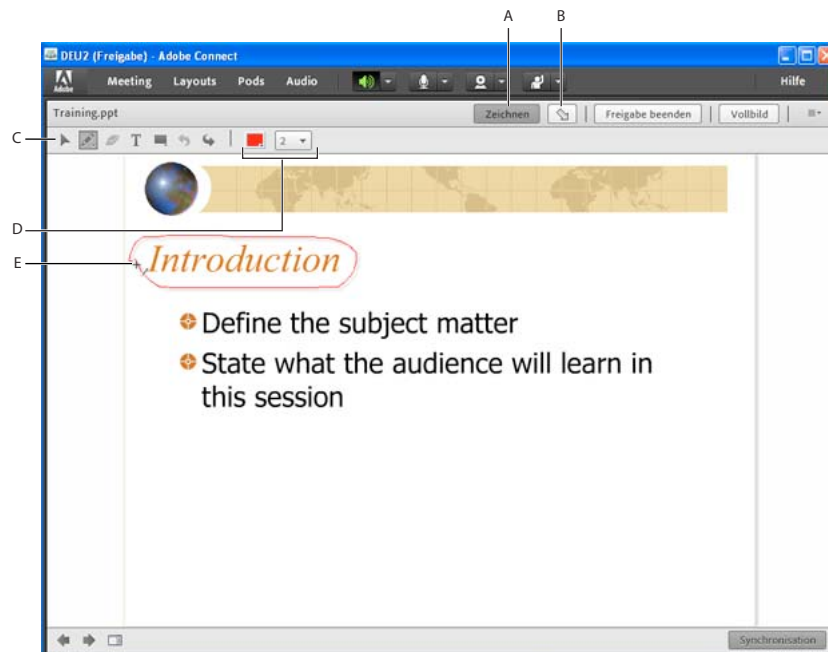 A B
DEU2 (Freigabe) - Adobe Connect
Adobe Meeting Layouts Pods Audio Hilfe
Training.ppt Zeichnen Freigabe beenden Vollbild
C
T 2
D
E
Introduction
Define the subject matter
State what the audience will learn in
this session
Synchronisation